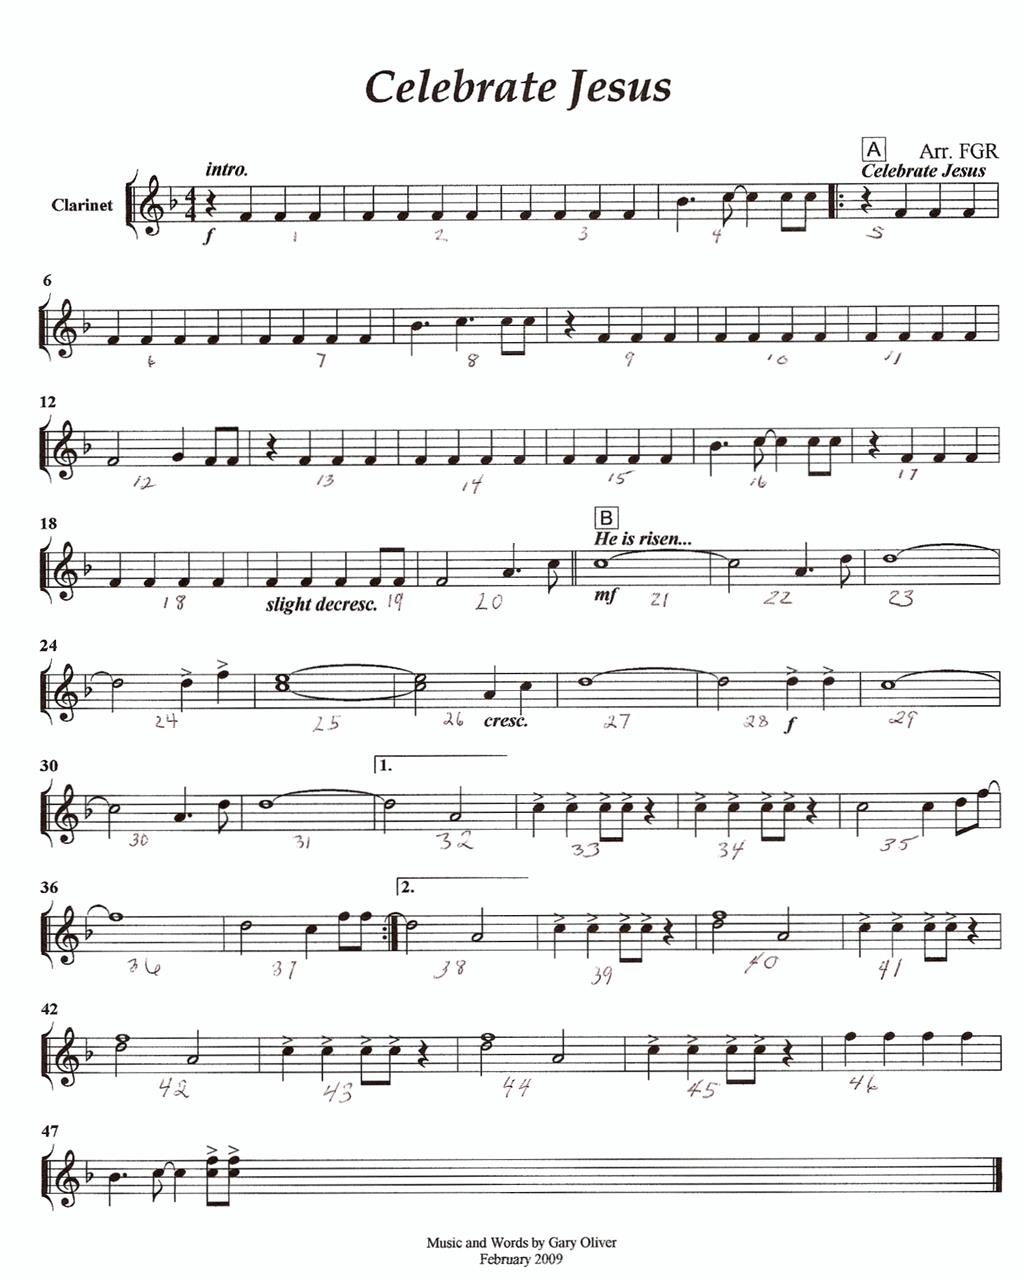 Celebrate Jesus
A
Arr. FGR
intro.
Celebrate Jesus
Clarinet
4
4
f
1 2 3 4 5
6
6 7 8 9 10 11
12
12 13 14 15 16 17
18
B
He is risen...
slight decresc.
mf
18 19 20 21 22 23
24
24 25 26 27 28 29
cresc.
f
30
1.
30 31 32 33 34 35
36
2.
36 37 38 39 40 41
42
42 43 44 45 46
47
Music and Words by Gary Oliver
February 2009